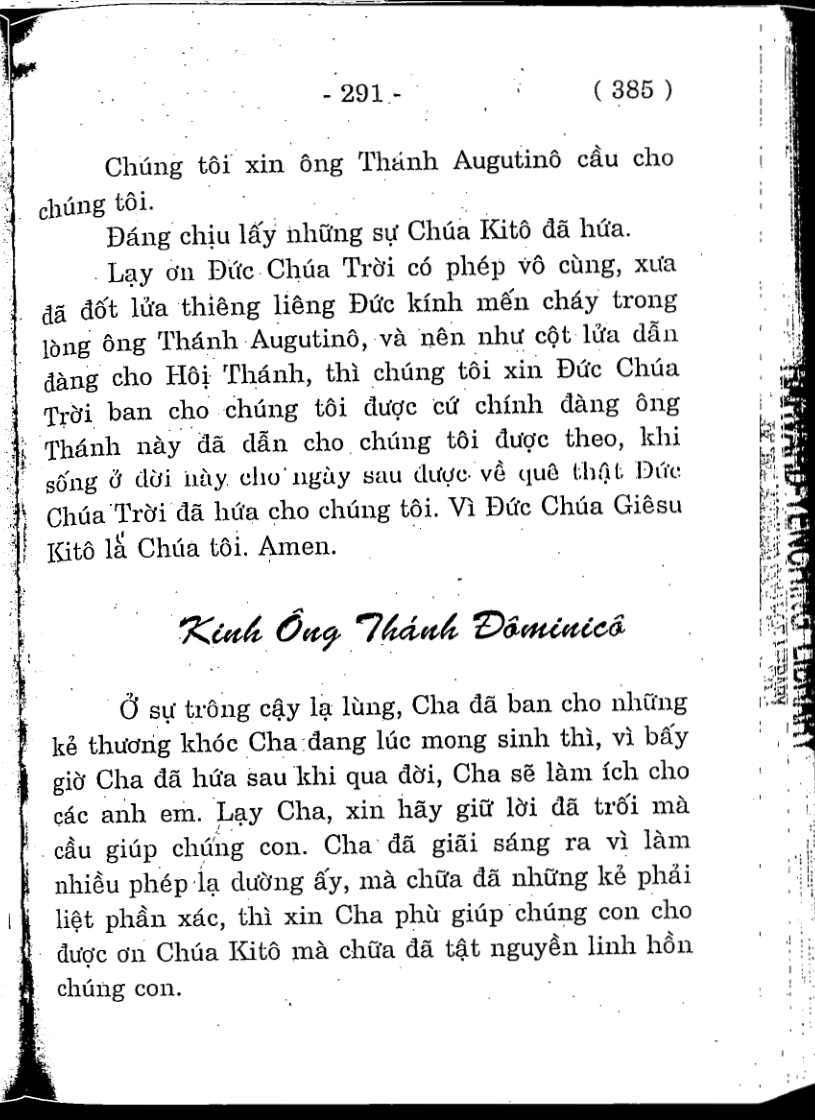 - 291 - ( 385 )
Chúng tôi xin ông Thánh Augutinô cầu cho
chúng tôi.
Đáng chịu lấy những sự Chúa Kitô đã hứa.
Lạy ơn Đức Chúa Trời có phép vô cùng, xưa
đã đốt lửa thiêng liêng Đức kính mến cháy trong
lòng ông Thánh Augutinô, và nên như cột lửa dẫn
đàng cho Hôị Thánh, thì chúng tôi xin Đức Chúa
Trời ban cho chúng tôi được cứ chính đàng ông
Thánh này đã dẫn cho chúng tôi được theo, khi
sống ở đời này cho ngày sau được về quê thật Đức
Chúa Trời đã hứa cho chúng tôi. Vì Đức Chúa Giêsu
Kitô là Chúa tôi. Amen.
Kinh Ông Thánh Đôminicô
Ở sự trông cậy lạ lùng, Cha đã ban cho những
kẻ thương khóc Cha đang lúc mong sinh thì, vì bấy
giờ Cha đã hứa sau khi qua đời, Cha sẽ làm ích cho
các anh em. Lạy Cha, xin hãy giữ lời đã trối mà
cầu giúp chúng con. Cha đã giãi sáng ra vì làm
nhiều phép lạ dường ấy, mà chữa đã những kẻ phải
liệt phần xác, thì xin Cha phù giúp chúng con cho
được ơn Chúa Kitô mà chữa đã tật nguyền linh hồn
chúng con.
HARVARD-YENCHING LIBRARY